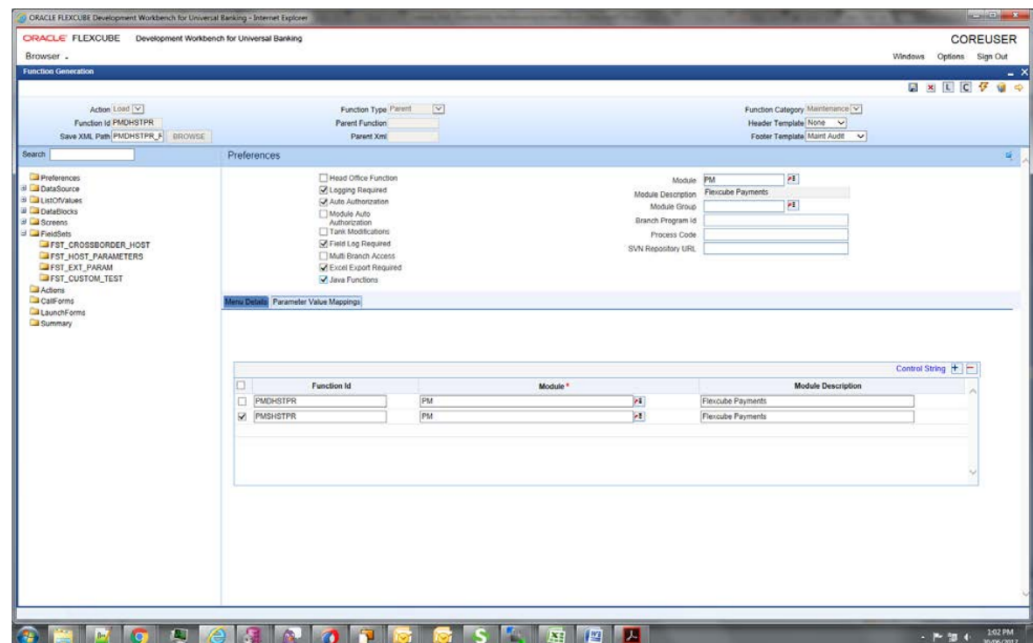 ORACLE FLEXCUBE Development Workbench for Universal Banking - Internet Explorer
ORACLE FLEXCUBE Development Workbench for Universal Banking COREUSER
Browser Windows Options Sign Out
Function Generation
Action Load Function Type Parent Function Category Maintenance
Function Id PMDHSTPR Parent Function Header Template None
Save XML Path PMDHSTPR_F BROWSE Parent Xml Footer Template Maint Audit
Search Preferences
Preferences
DataSource
ListOfValues
DataBlocks
Screens
FieldSets
FST_CROSSBORDER_HOST
FST_HOST_PARAMETERS
FST_EXT_PARAM
FST_CUSTOM_TEST
Actions
CallForms
LaunchForms
Summary
Head Office Function
Logging Required
Auto Authorization
Module Auto
Authorization
Tank Modifications
Field Log Required
Multi Branch Access
Excel Export Required
Java Functions
Module PM
Module Description Flexcube Payments
Module Group
Branch Program Id
Process Code
SVN Repository URL
Menu Details Parameter Value Mappings
Control String
Function Id Module * Module Description
PMDHSTPR PM Flexcube Payments
PMSHSTPR PM Flexcube Payments
1:02 PM